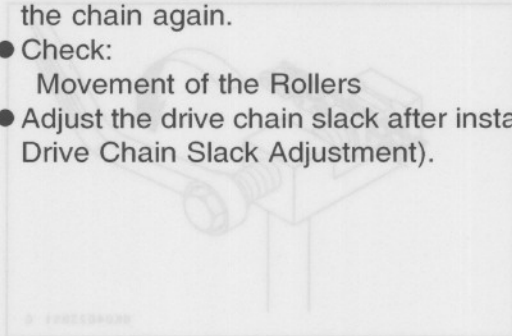 the chain again.
● Check:
Movement of the Rollers
● Adjust the drive chain slack after insta
Drive Chain Slack Adjustment).